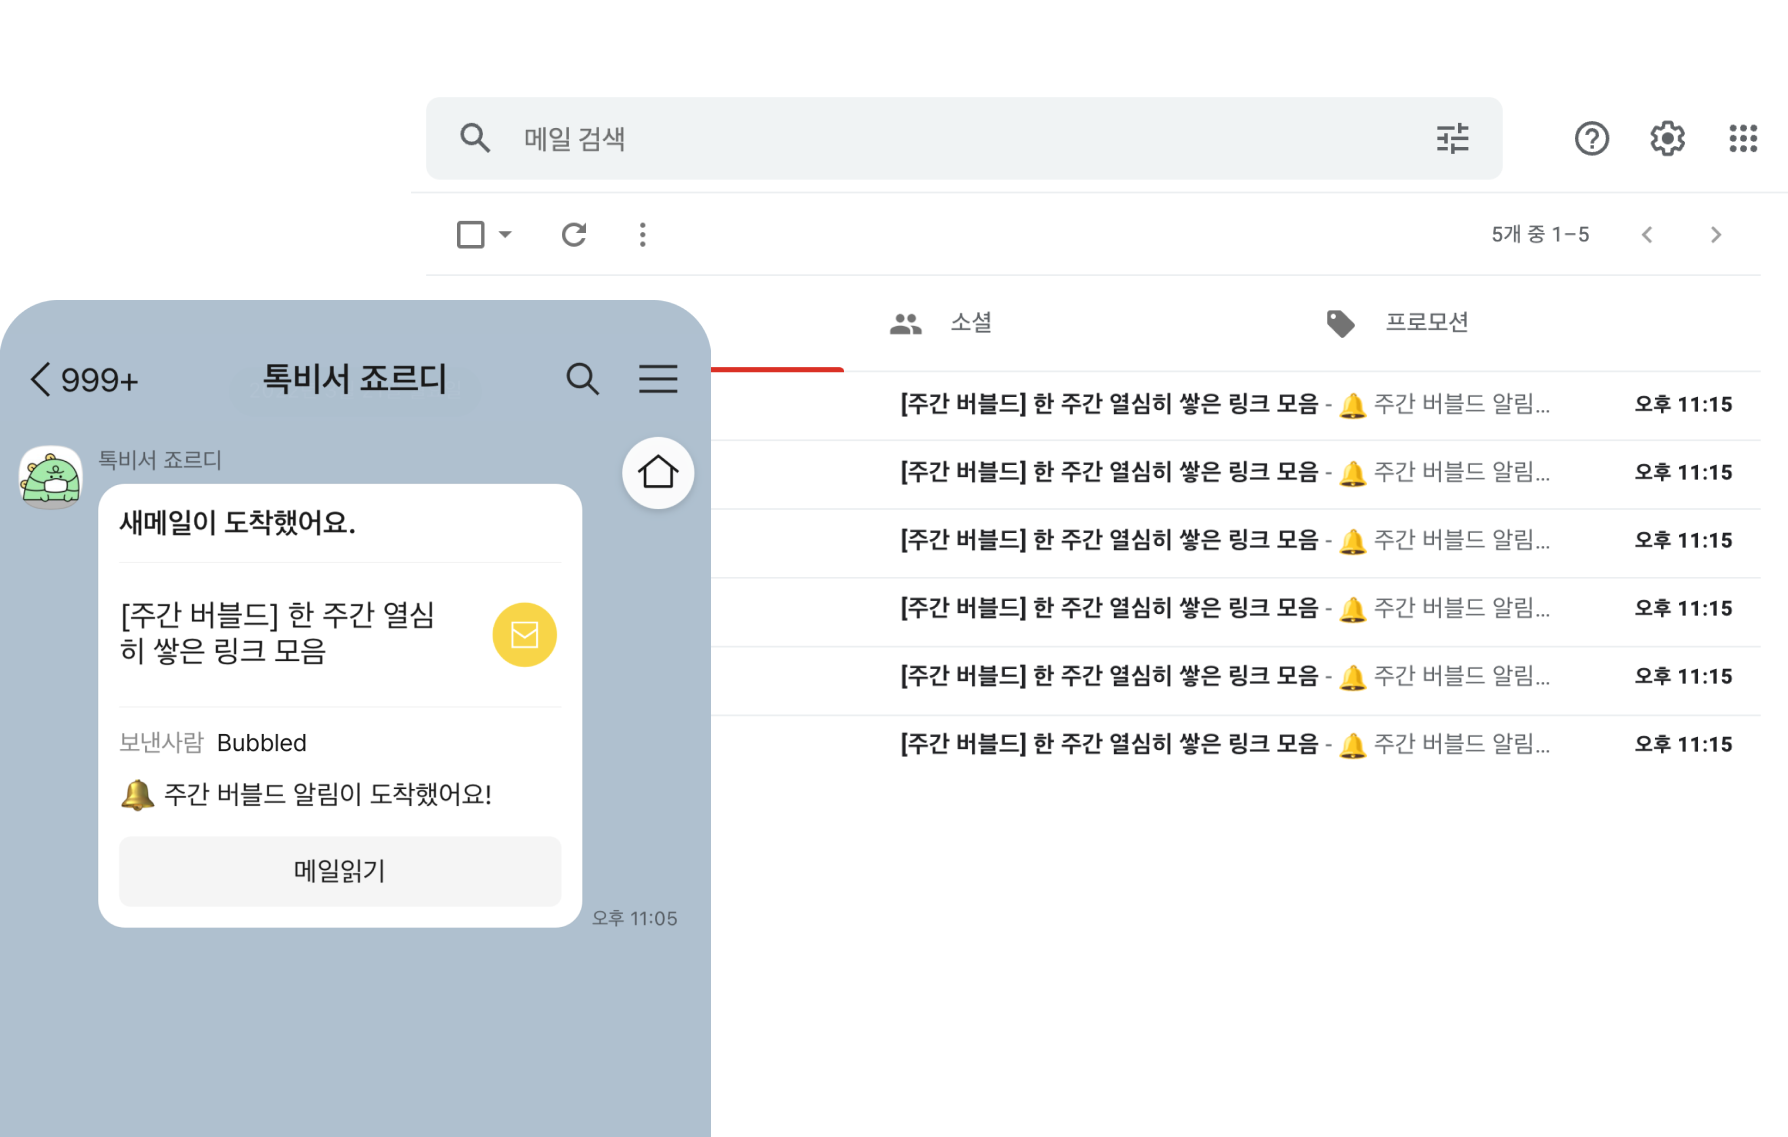 메일 검색
5개 중 1–5
소셜
프로모션
[주간 버블드] 한 주간 열심히 쌓은 링크 모음 - 🔔 주간 버블드 알림... 오후 11:15
[주간 버블드] 한 주간 열심히 쌓은 링크 모음 - 🔔 주간 버블드 알림... 오후 11:15
[주간 버블드] 한 주간 열심히 쌓은 링크 모음 - 🔔 주간 버블드 알림... 오후 11:15
[주간 버블드] 한 주간 열심히 쌓은 링크 모음 - 🔔 주간 버블드 알림... 오후 11:15
[주간 버블드] 한 주간 열심히 쌓은 링크 모음 - 🔔 주간 버블드 알림... 오후 11:15
[주간 버블드] 한 주간 열심히 쌓은 링크 모음 - 🔔 주간 버블드 알림... 오후 11:15
999+
톡비서 죠르디
톡비서 죠르디
새메일이 도착했어요.
[주간 버블드] 한 주간 열심
히 쌓은 링크 모음
보낸사람 Bubbled
🔔 주간 버블드 알림이 도착했어요!
메일읽기
오후 11:05